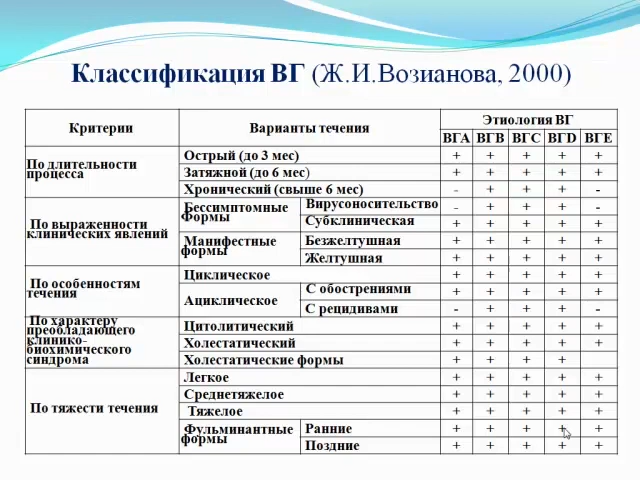 Классификация ВГ (Ж.И.Возианова, 2000)
Критерии Варианты течения Этиология ВГ
ВГА ВГВ ВГС ВГD ВГЕ
По длительности процесса Острый (до 3 мес) + + + + +
Затяжной (до 6 мес) + + + + +
Хронический (свыше 6 мес) - + + + -
По выраженности клинических явлений Бессимптомные Формы Вирусоносительство - + + + -
Субклиническая + + + + +
Манифестные формы Безжелтушная + + + + +
Желтушная + + + + +
По особенностям течения Циклическое + + + + +
Ациклическое С обострениями + + + + +
С рецидивами - + + + -
По характеру преобладающего клинико-биохимического синдрома Цитолитический + + + + +
Холестатический + + + + +
Холестатические формы + + + +
По тяжести течения Легкое + + + + +
Среднетяжелое + + + + +
Тяжелое + + + + +
Фульминантные формы Ранние + + + + +
Поздние + + + + +